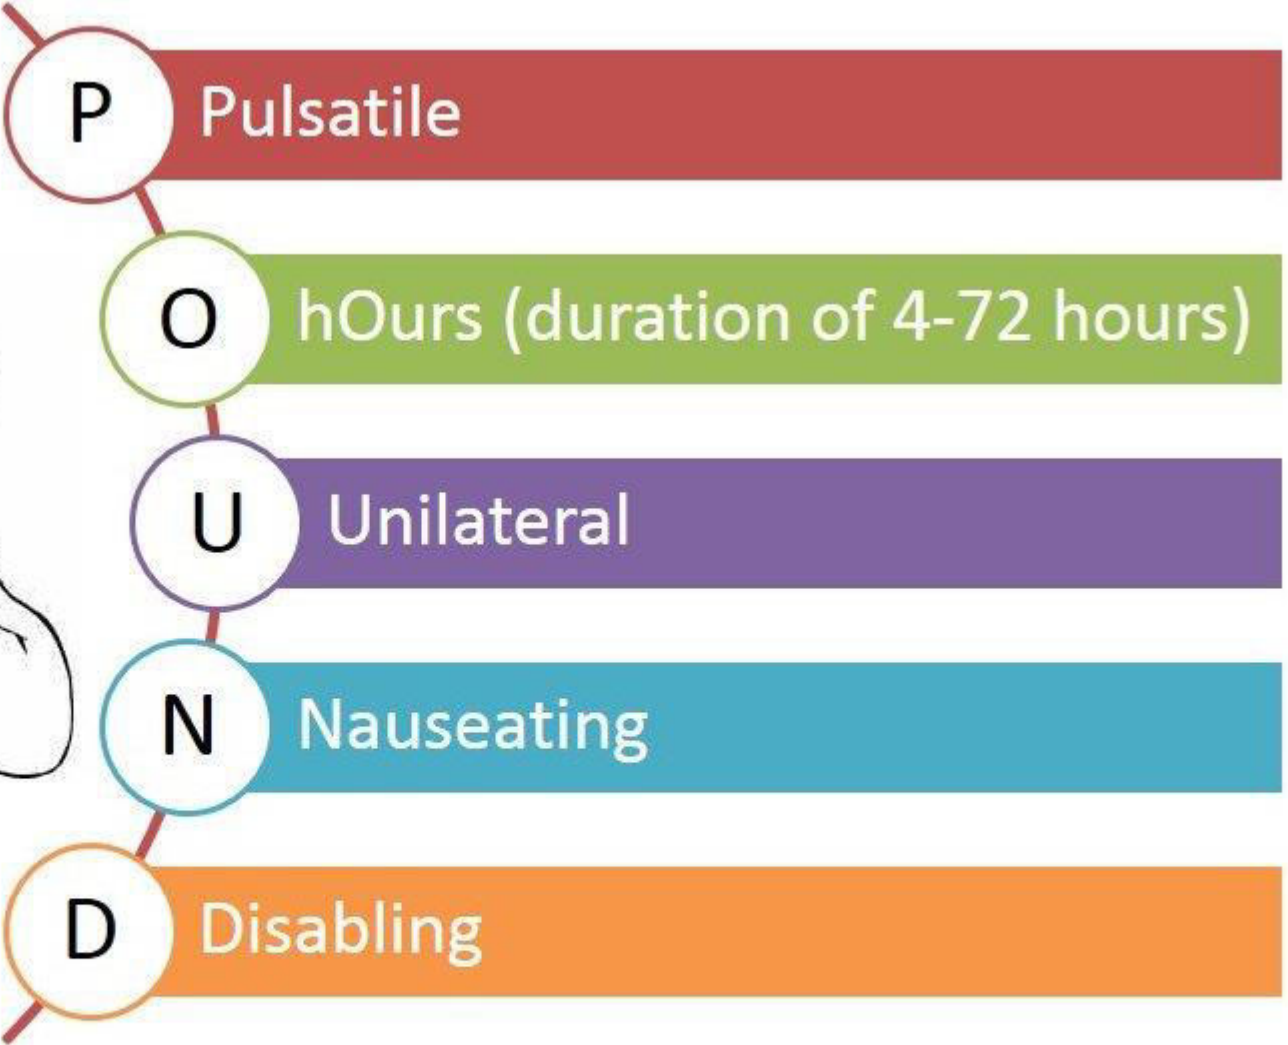 P Pulsatile
O hOurs (duration of 4-72 hours)
U Unilateral
N Nauseating
D Disabling